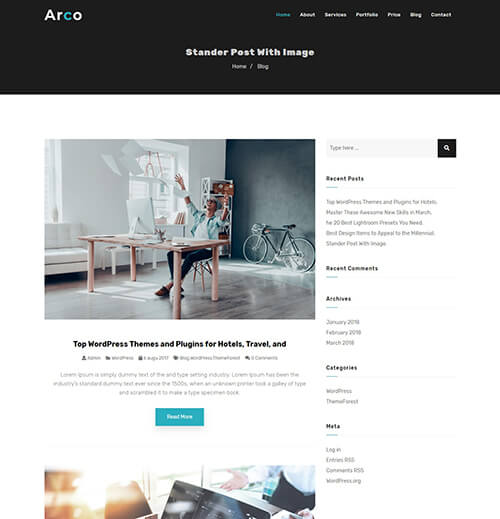 Arco
Home About Services Portfolio Price Blog Contact
Stander Post With Image
Home / Blog
Type here ...
Recent Posts
Top WordPress Themes and Plugins for Hotels,
Master These Awesome New Skills in March,
he 20 Best Lightroom Presets You Need,
Best Design Items to Appeal to the Millennial,
Stander Post With Image.
Recent Comments
Archives
January 2018
February 2018
March 2018
Categories
WordPress
ThemeForest
Meta
Log in
Entries RSS
Comments RSS
WordPress.org
Top WordPress Themes and Plugins for Hotels, Travel, and
Admin WordPress 6 augu 2017 Blog,WordPress,ThemeForest 0 Comments
Lorem Ipsum is simply dummy text of the and type setting industry. Lorem Ipsum has been the
industry's standard dummy text ever since the 1500s, when an unknown printer took a galley of type
and scrambled it to make a type specimen book.
Read More